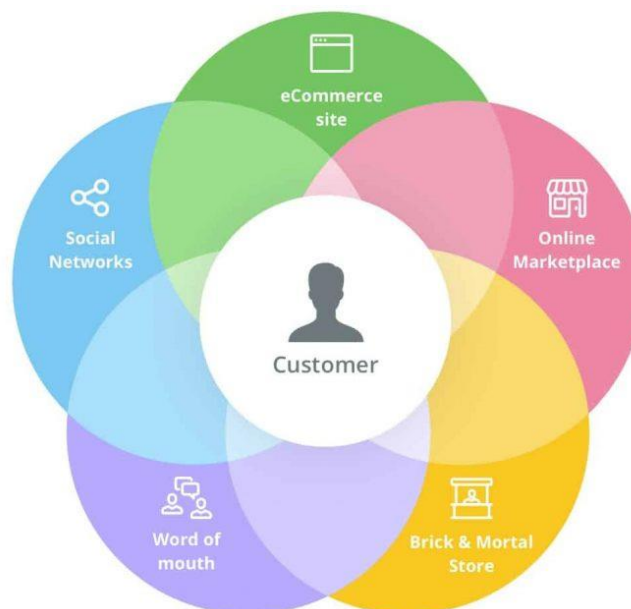 eCommerce
site
Social
Networks
Online
Marketplace
Customer
Word of
mouth
Brick & Mortal
Store